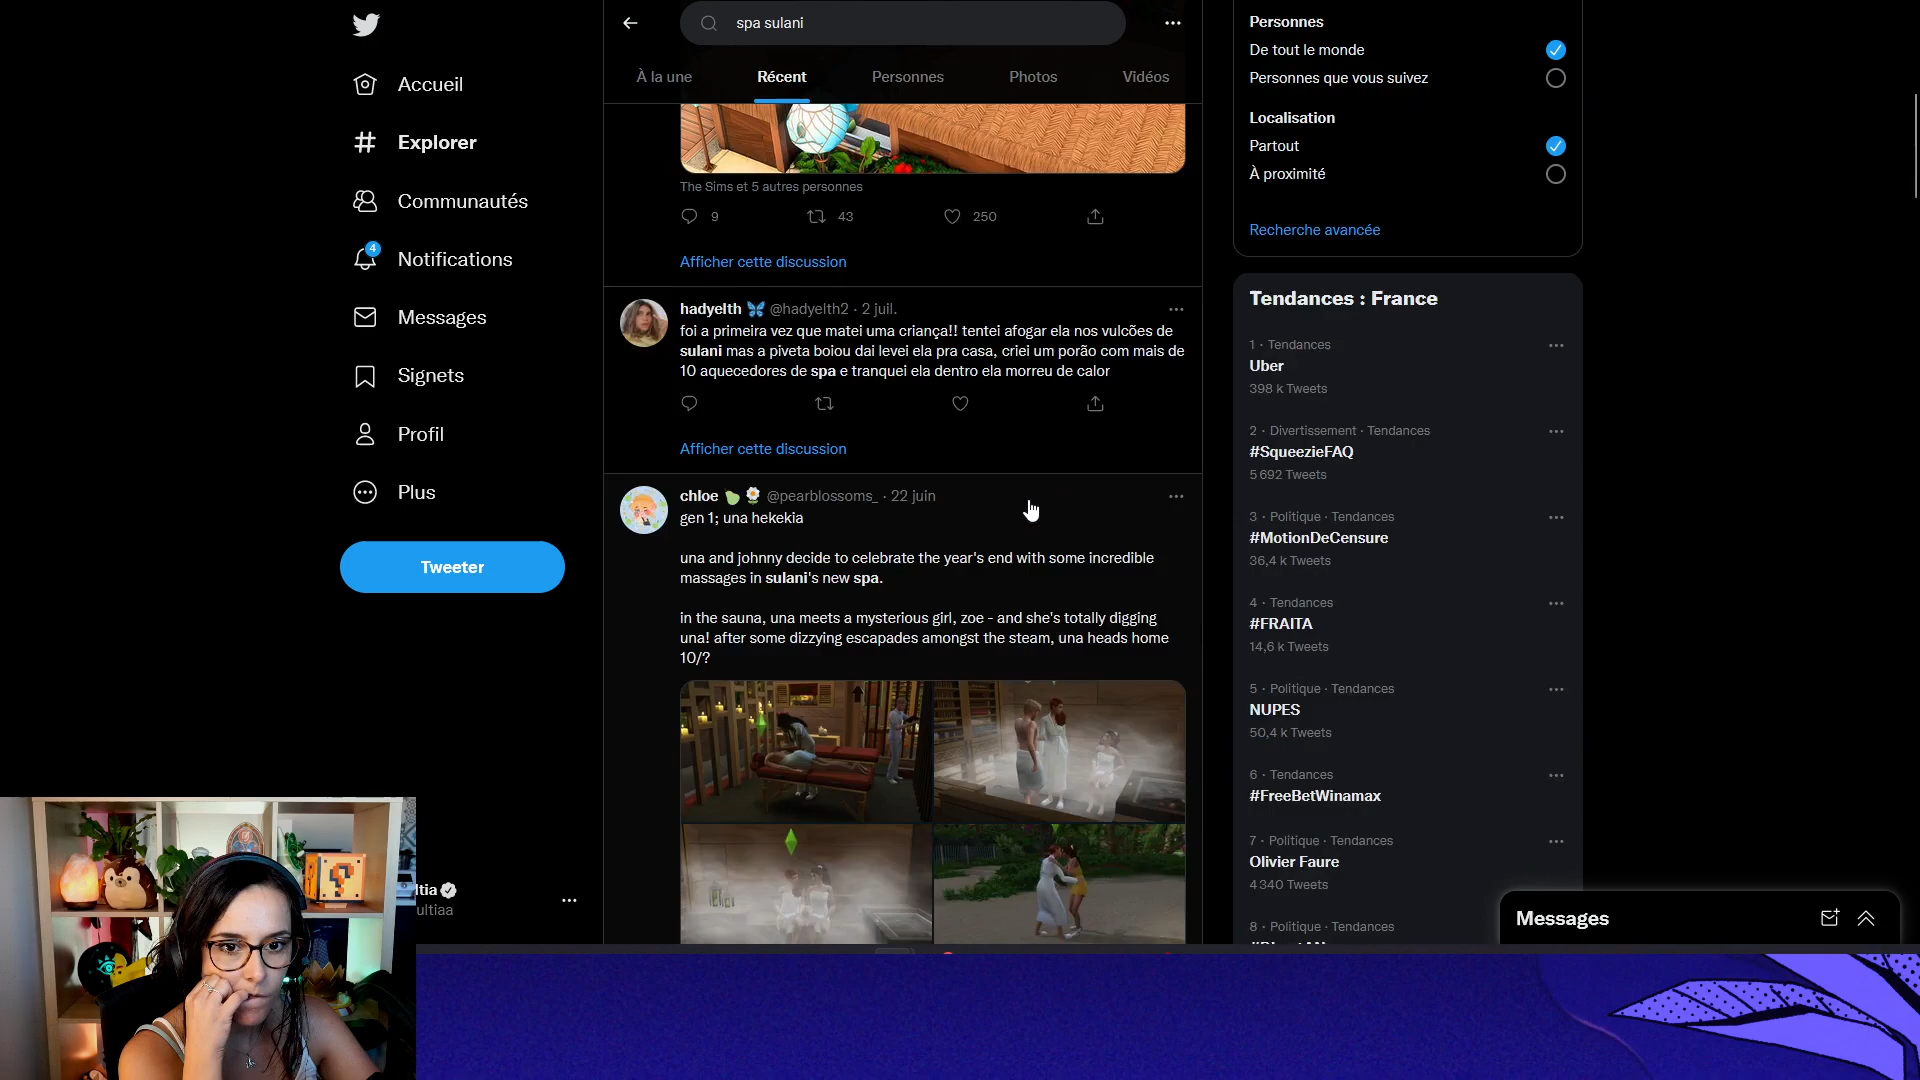 spa sulani
À la une
Récent
Personnes
Photos
Vidéos
Accueil
Explorer
Communautés
4
Notifications
Messages
Signets
Profil
Plus
Tweeter
ltia
ultiaa
The Sims et 5 autres personnes
9
43
250
Afficher cette discussion
hadyelth @hadyelth2 · 2 juil.
foi a primeira vez que matei uma criança!! tentei afogar ela nos vulcões de
sulani mas a piveta boiou dai levei ela pra casa, criei um porão com mais de
10 aquecedores de spa e tranquei ela dentro ela morreu de calor
Afficher cette discussion
chloe @pearblossoms_ · 22 juin
gen 1; una hekekia
una and johnny decide to celebrate the year's end with some incredible
massages in sulani's new spa.
in the sauna, una meets a mysterious girl, zoe - and she's totally digging
una! after some dizzying escapades amongst the steam, una heads home
10/?
Personnes
De tout le monde
Personnes que vous suivez
Localisation
Partout
À proximité
Recherche avancée
Tendances : France
1 · Tendances
Uber
398 k Tweets
2 · Divertissement · Tendances
#SqueezieFAQ
5 692 Tweets
3 · Politique · Tendances
#MotionDeCensure
36,4 k Tweets
4 · Tendances
#FRAITA
14,6 k Tweets
5 · Politique · Tendances
NUPES
50,4 k Tweets
6 · Tendances
#FreeBetWinamax
7 · Politique · Tendances
Olivier Faure
4 340 Tweets
8 · Politique · Tendances
Messages